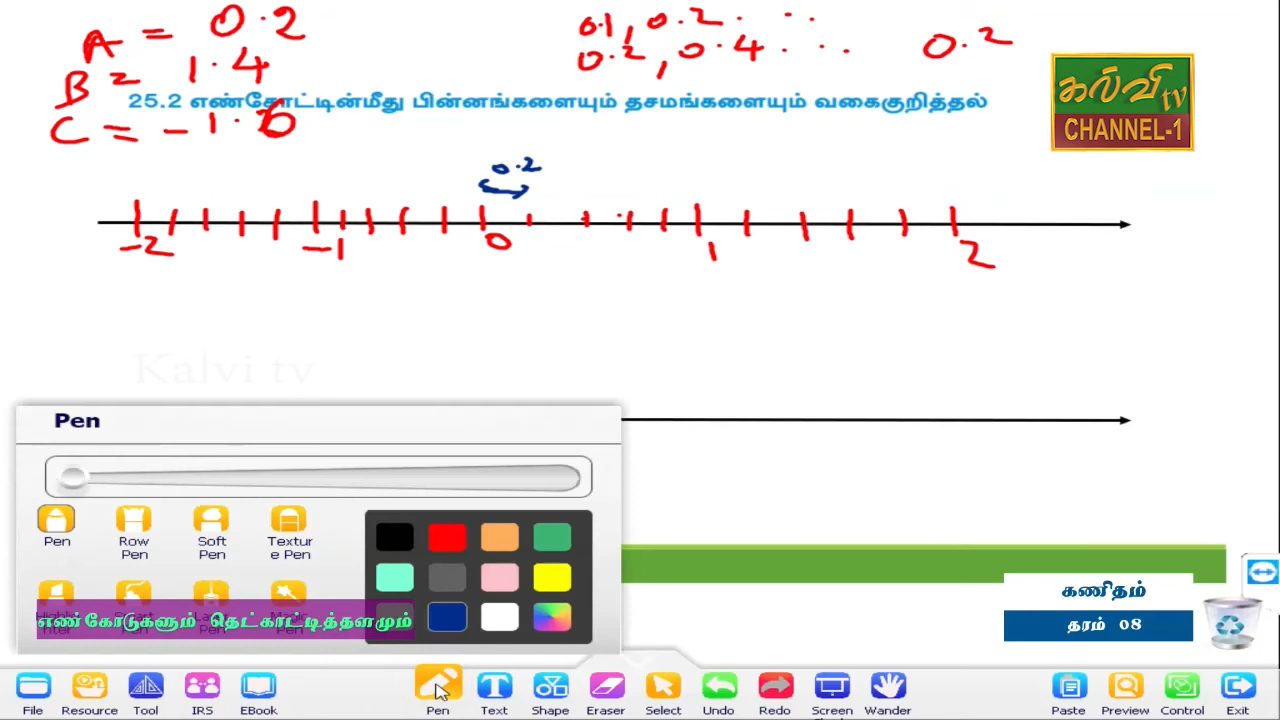 A = 0.2
0.1, 0.2 . . .
B = 1.4
0.2, 0.4 . . .
0.2
கல்வி tv
CHANNEL-1
25.2 எண்கோட்டின்மீது பின்னங்களையும் தசமங்களையும் வகைகுறித்தல்
C = -1.6
0.2
-2 -1 0 1 2
Kalvi tv
Pen
Pen
Row Pen
Soft Pen
Textur e Pen
எண்கோடுகளும் தெட்காட்டித்தளமும்
கணிதம்
தரம் 08
File
Resource
Tool
IRS
EBook
Pen
Text
Shape
Eraser
Select
Undo
Redo
Screen
Wander
Paste
Preview
Control
Exit